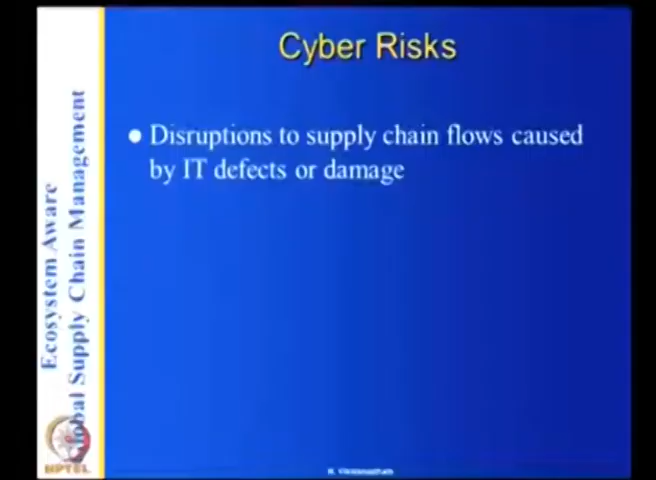 Cyber Risks
● Disruptions to supply chain flows caused
by IT defects or damage
Ecosystem Aware
Global Supply Chain Management
NPTEL